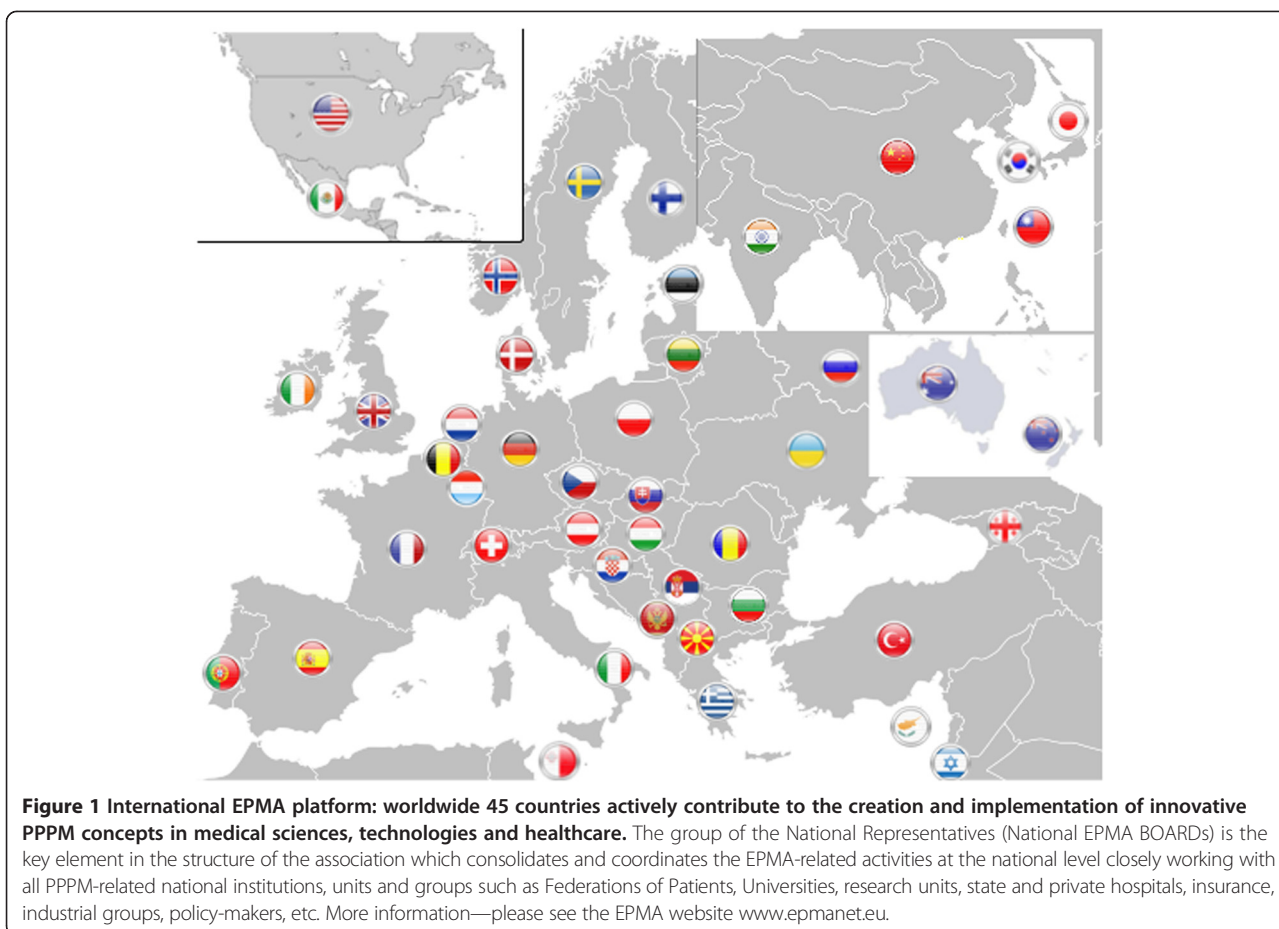 Figure 1 International EPMA platform: worldwide 45 countries actively contribute to the creation and implementation of innovative
PPPM concepts in medical sciences, technologies and healthcare. The group of the National Representatives (National EPMA BOARDs) is the
key element in the structure of the association which consolidates and coordinates the EPMA-related activities at the national level closely working with
all PPPM-related national institutions, units and groups such as Federations of Patients, Universities, research units, state and private hospitals, insurance,
industrial groups, policy-makers, etc. More information—please see the EPMA website www.epmanet.eu.